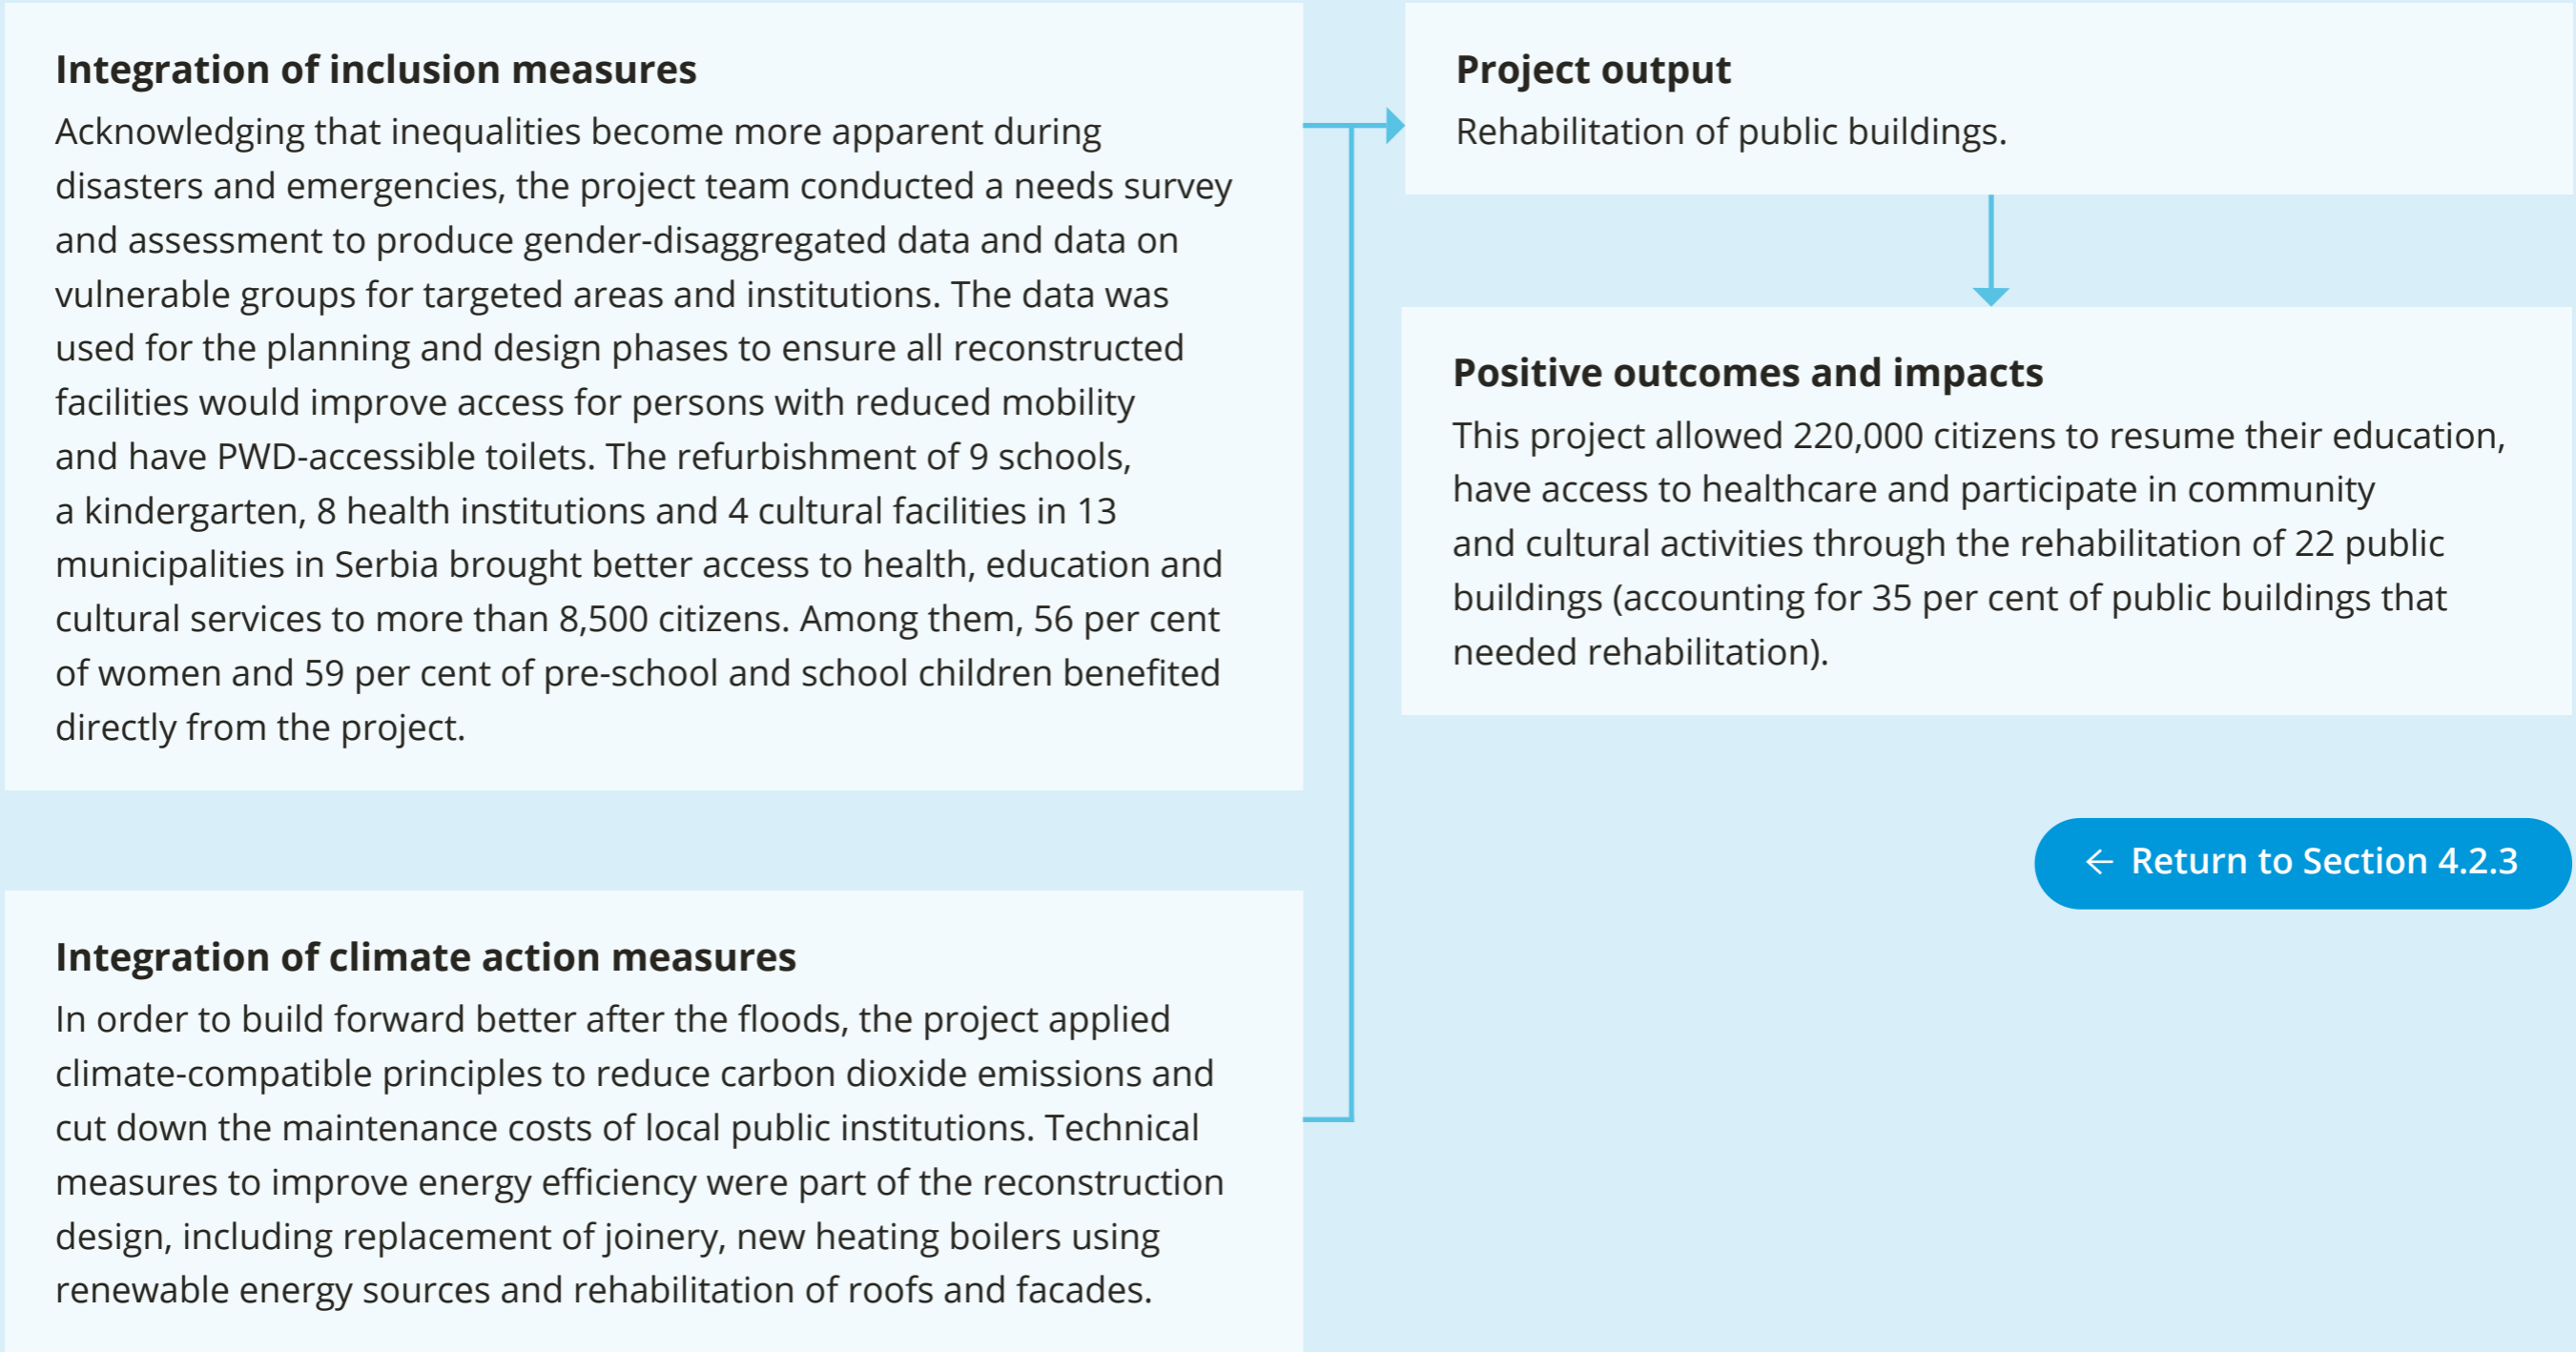 Integration of inclusion measures
Acknowledging that inequalities become more apparent during
disasters and emergencies, the project team conducted a needs survey
and assessment to produce gender-disaggregated data and data on
vulnerable groups for targeted areas and institutions. The data was
used for the planning and design phases to ensure all reconstructed
facilities would improve access for persons with reduced mobility
and have PWD-accessible toilets. The refurbishment of 9 schools,
a kindergarten, 8 health institutions and 4 cultural facilities in 13
municipalities in Serbia brought better access to health, education and
cultural services to more than 8,500 citizens. Among them, 56 per cent
of women and 59 per cent of pre-school and school children benefited
directly from the project.
Integration of climate action measures
In order to build forward better after the floods, the project applied
climate-compatible principles to reduce carbon dioxide emissions and
cut down the maintenance costs of local public institutions. Technical
measures to improve energy efficiency were part of the reconstruction
design, including replacement of joinery, new heating boilers using
renewable energy sources and rehabilitation of roofs and facades.
Project output
Rehabilitation of public buildings.
Positive outcomes and impacts
This project allowed 220,000 citizens to resume their education,
have access to healthcare and participate in community
and cultural activities through the rehabilitation of 22 public
buildings (accounting for 35 per cent of public buildings that
needed rehabilitation).
← Return to Section 4.2.3